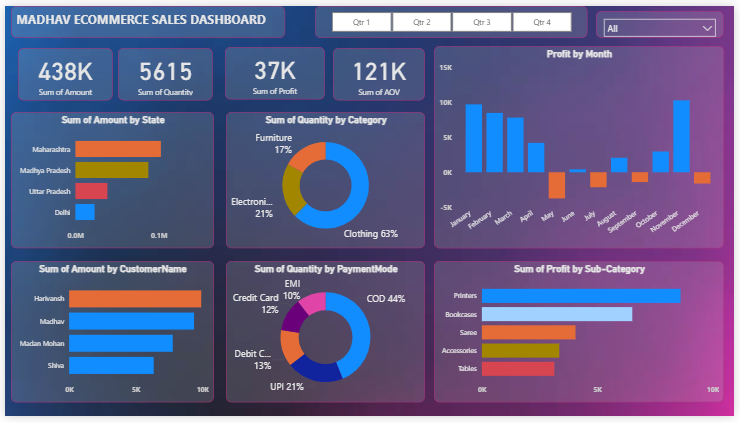 MADHAV ECOMMERCE SALES DASHBOARD
Qtr 1
Qtr 2
Qtr 3
Qtr 4
All
438K
Sum of Amount
5615
Sum of Quantity
37K
Sum of Profit
121K
Sum of AOV
Profit by Month
15K
10K
5K
0K
-5K
January
February
March
April
May
June
July
August
September
October
November
December
Sum of Amount by State
Maharashtra
Madhya Pradesh
Uttar Pradesh
Delhi
0.0M
0.1M
Sum of Quantity by Category
Furniture
17%
Electroni...
21%
Clothing 63%
Sum of Amount by CustomerName
Harivansh
Madhav
Madan Mohan
Shiva
0K
5K
10K
Sum of Quantity by PaymentMode
EMI
10%
Credit Card
12%
Debit C...
13%
UPI 21%
COD 44%
Sum of Profit by Sub-Category
Printers
Bookcases
Saree
Accessories
Tables
0K
5K
10K